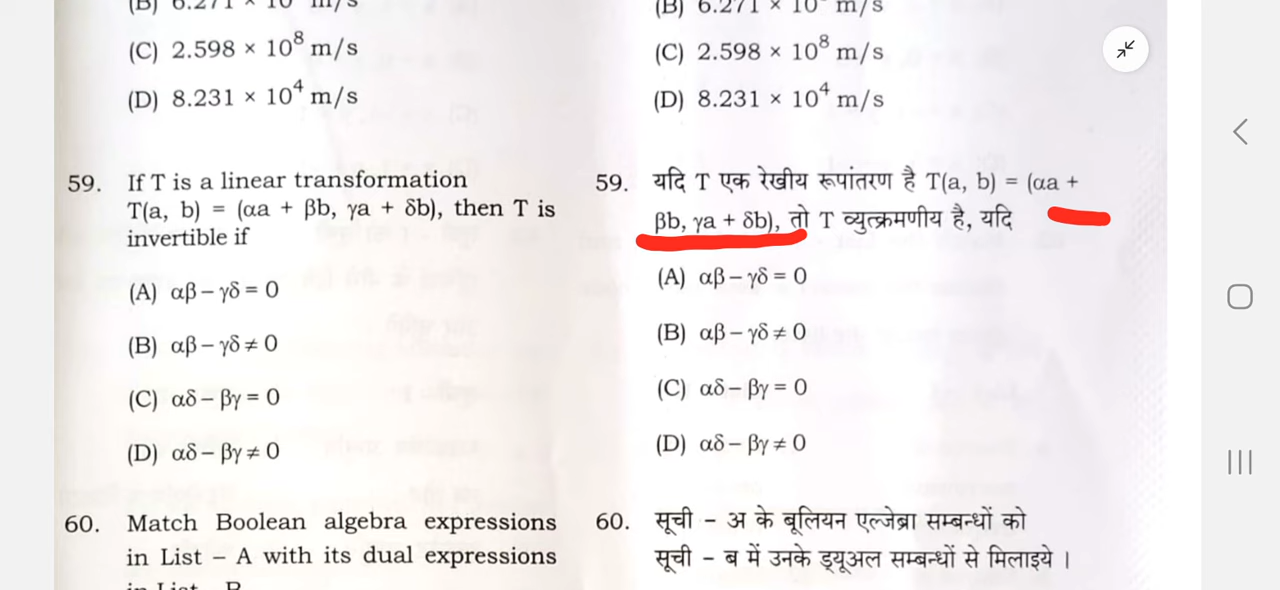 (C) 2.598 × 10⁸ m/s
(D) 8.231 × 10⁴ m/s
59. If T is a linear transformation
T(a, b) = (αa + βb, γa + δb), then T is
invertible if
(A) αβ – γδ = 0
(B) αβ – γδ ≠ 0
(C) αδ – βγ = 0
(D) αδ – βγ ≠ 0
60. Match Boolean algebra expressions
in List – A with its dual expressions
(C) 2.598 × 10⁸ m/s
(D) 8.231 × 10⁴ m/s
59. यदि T एक रेखीय रूपांतरण है T(a, b) = (αa +
βb, γa + δb), तो T व्युत्क्रमणीय है, यदि
(A) αβ – γδ = 0
(B) αβ – γδ ≠ 0
(C) αδ – βγ = 0
(D) αδ – βγ ≠ 0
60. सूची – अ के बूलियन एल्जेब्रा सम्बन्धों को
सूची – ब में उनके ड्यूअल सम्बन्धों से मिलाइये ।